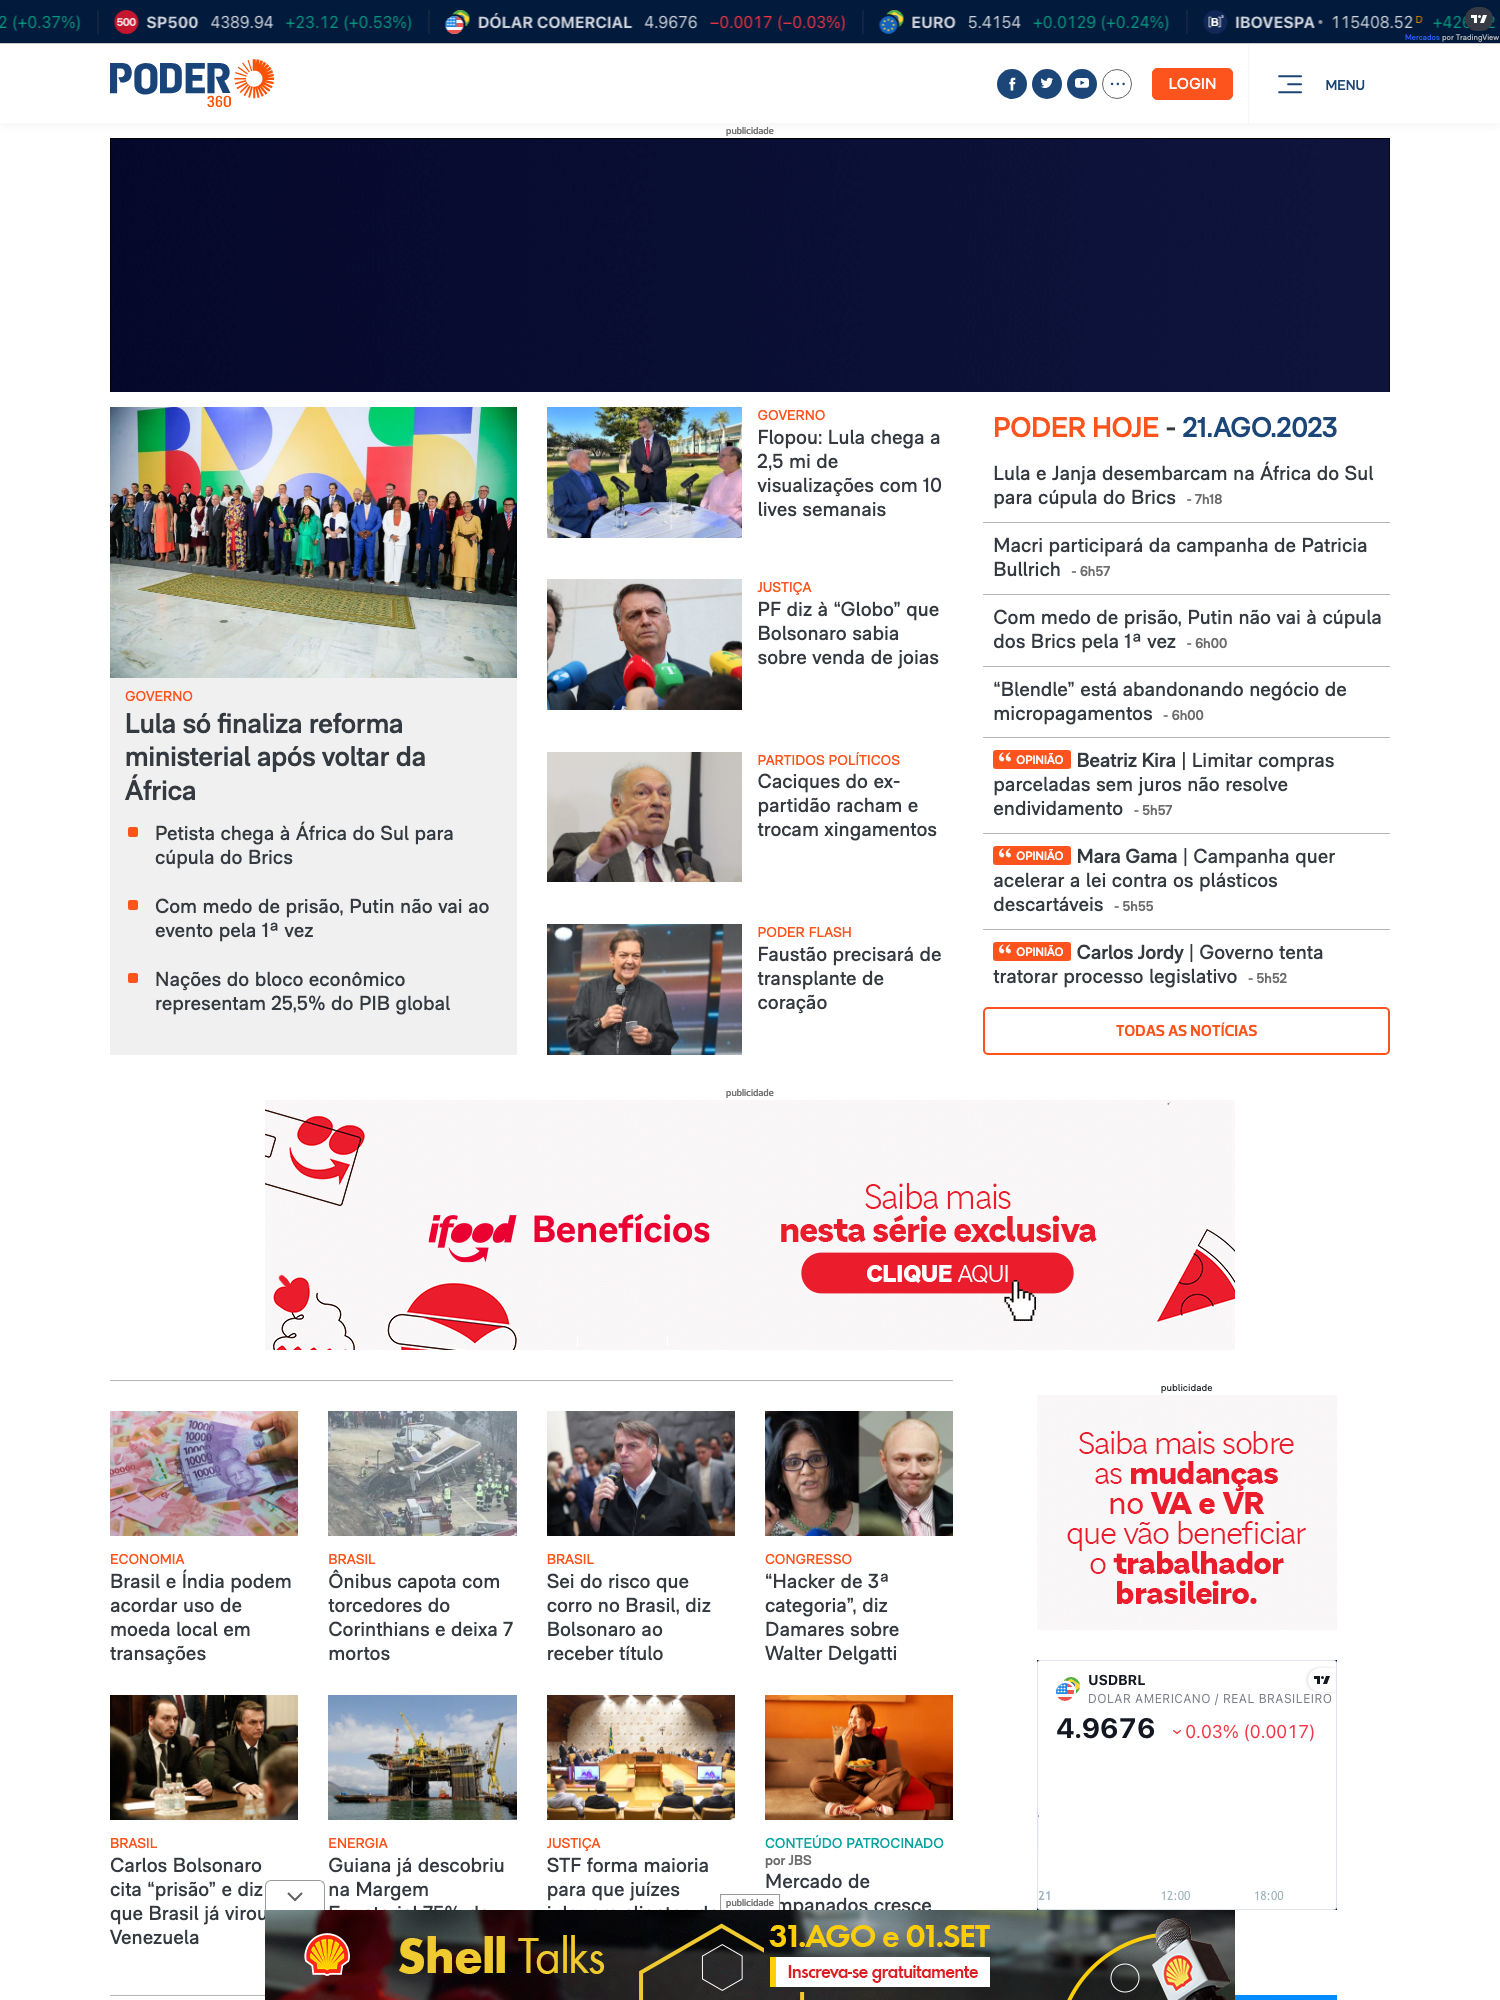 2 (+0.37%)
500 SP500 4389.94 +23.12 (+0.53%)
DÓLAR COMERCIAL 4.9676 −0.0017 (−0.03%)
EURO 5.4154 +0.0129 (+0.24%)
[B]³ IBOVESPA 115408.52 D
Mercados por TradingView
PODER
360
LOGIN
MENU
publicidade
GOVERNO
Lula só finaliza reforma
ministerial após voltar da
África
Petista chega à África do Sul para
cúpula do Brics
Com medo de prisão, Putin não vai ao
evento pela 1ª vez
Nações do bloco econômico
representam 25,5% do PIB global
GOVERNO
Flopou: Lula chega a
2,5 mi de
visualizações com 10
lives semanais
JUSTIÇA
PF diz à “Globo” que
Bolsonaro sabia
sobre venda de joias
PARTIDOS POLÍTICOS
Caciques do ex-
partidão racham e
trocam xingamentos
PODER FLASH
Faustão precisará de
transplante de
coração
PODER HOJE - 21.AGO.2023
Lula e Janja desembarcam na África do Sul
para cúpula do Brics - 7h18
Macri participará da campanha de Patricia
Bullrich - 6h57
Com medo de prisão, Putin não vai à cúpula
dos Brics pela 1ª vez - 6h00
“Blendle” está abandonando negócio de
micropagamentos - 6h00
“ OPINIÃO Beatriz Kira | Limitar compras
parceladas sem juros não resolve
endividamento - 5h57
“ OPINIÃO Mara Gama | Campanha quer
acelerar a lei contra os plásticos
descartáveis - 5h55
“ OPINIÃO Carlos Jordy | Governo tenta
tratorar processo legislativo - 5h52
TODAS AS NOTÍCIAS
publicidade
ifood Benefícios
Saiba mais
nesta série exclusiva
CLIQUE AQUI
ECONOMIA
Brasil e Índia podem
acordar uso de
moeda local em
transações
BRASIL
Ônibus capota com
torcedores do
Corinthians e deixa 7
mortos
BRASIL
Sei do risco que
corro no Brasil, diz
Bolsonaro ao
receber título
CONGRESSO
“Hacker de 3ª
categoria”, diz
Damares sobre
Walter Delgatti
publicidade
Saiba mais sobre
as mudanças
no VA e VR
que vão beneficiar
o trabalhador
brasileiro.
USDBRL
DOLAR AMERICANO / REAL BRASILEIRO
4.9676 0.03% (0.0017)
21 12:00 18:00
BRASIL
Carlos Bolsonaro
cita “prisão” e diz
que Brasil já virou
Venezuela
ENERGIA
Guiana já descobriu
na Margem
JUSTIÇA
STF forma maioria
para que juízes
CONTEÚDO PATROCINADO
por JBS
Mercado de
empanados cresce
publicidade
Shell Talks
31.AGO e 01.SET
Inscreva-se gratuitamente